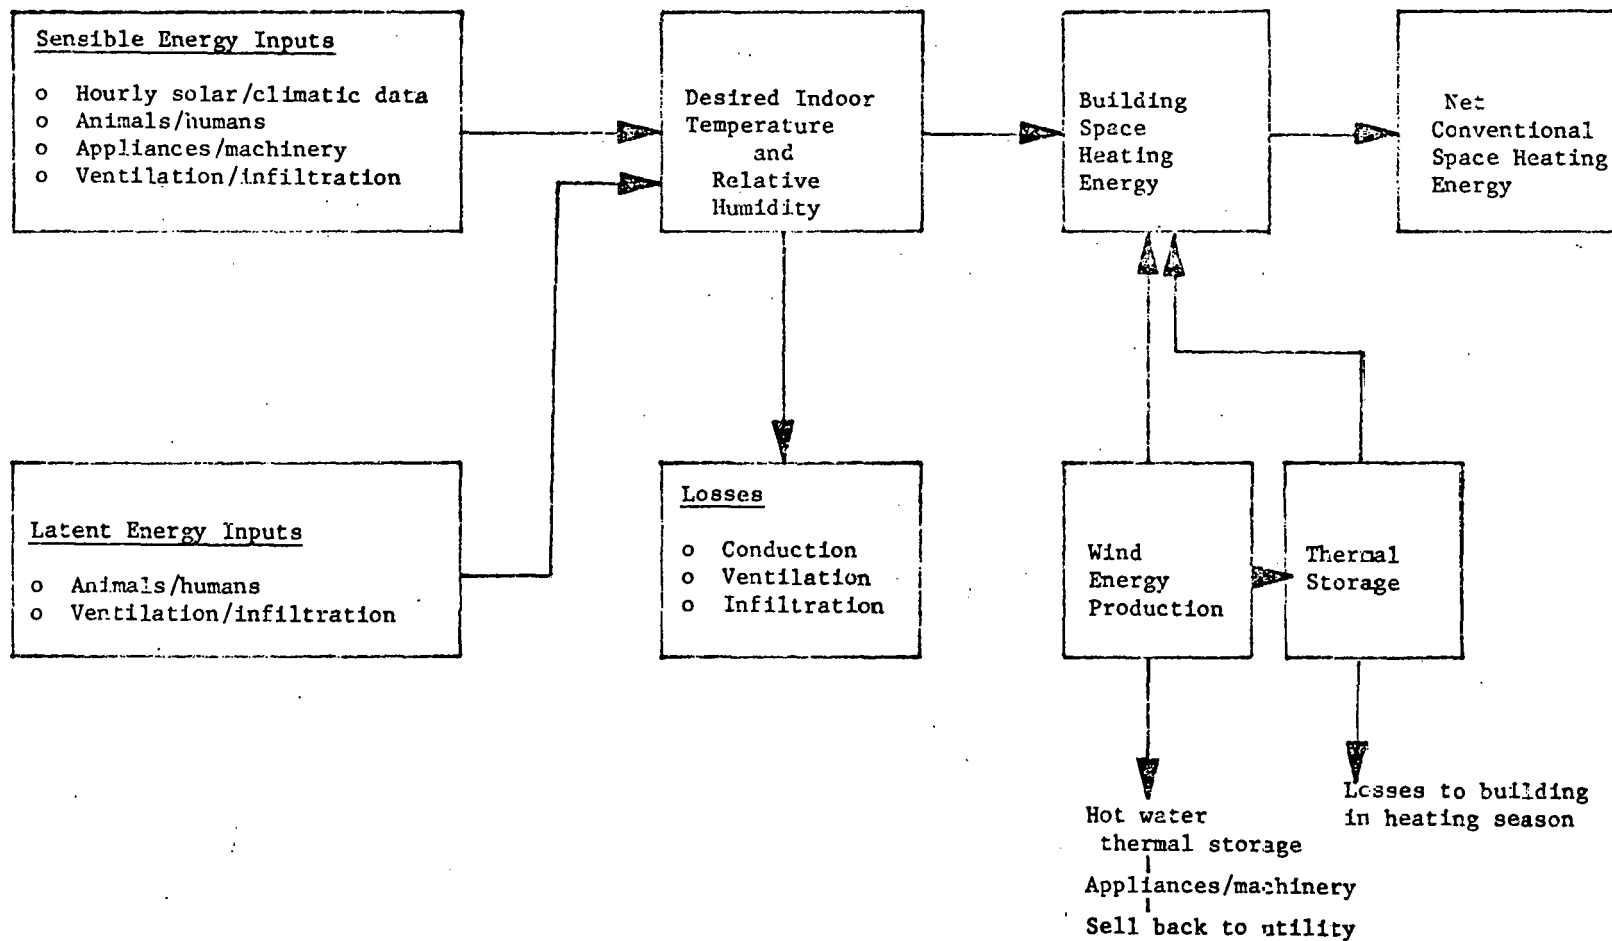 Sensible Energy Inputs
o Hourly solar/climatic data
o Animals/humans
o Appliances/machinery
o Ventilation/infiltration
Desired Indoor
Temperature
and
Relative
Humidity
Building
Space
Heating
Energy
Net
Conventional
Space Heating
Energy
Latent Energy Inputs
o Animals/humans
o Ventilation/infiltration
Losses
o Conduction
o Ventilation
o Infiltration
Wind
Energy
Production
Thermal
Storage
Hot water
thermal storage
Appliances/machinery
Sell back to utility
Losses to building
in heating season